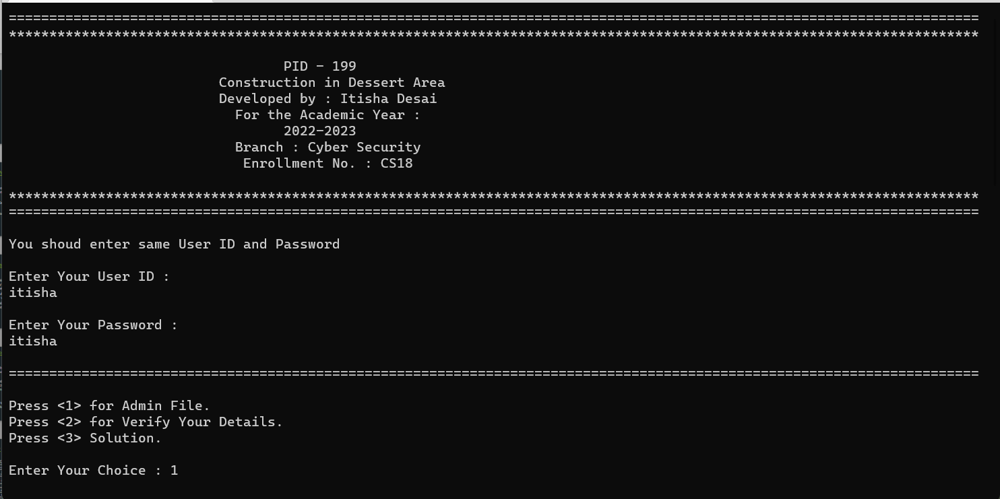 ========================================================================================================================
************************************************************************************************************************
PID - 199
Construction in Dessert Area
Developed by : Itisha Desai
For the Academic Year :
2022-2023
Branch : Cyber Security
Enrollment No. : CS18
************************************************************************************************************************
========================================================================================================================
You shoud enter same User ID and Password
Enter Your User ID :
itisha
Enter Your Password :
itisha
========================================================================================================================
Press <1> for Admin File.
Press <2> for Verify Your Details.
Press <3> Solution.
Enter Your Choice : 1